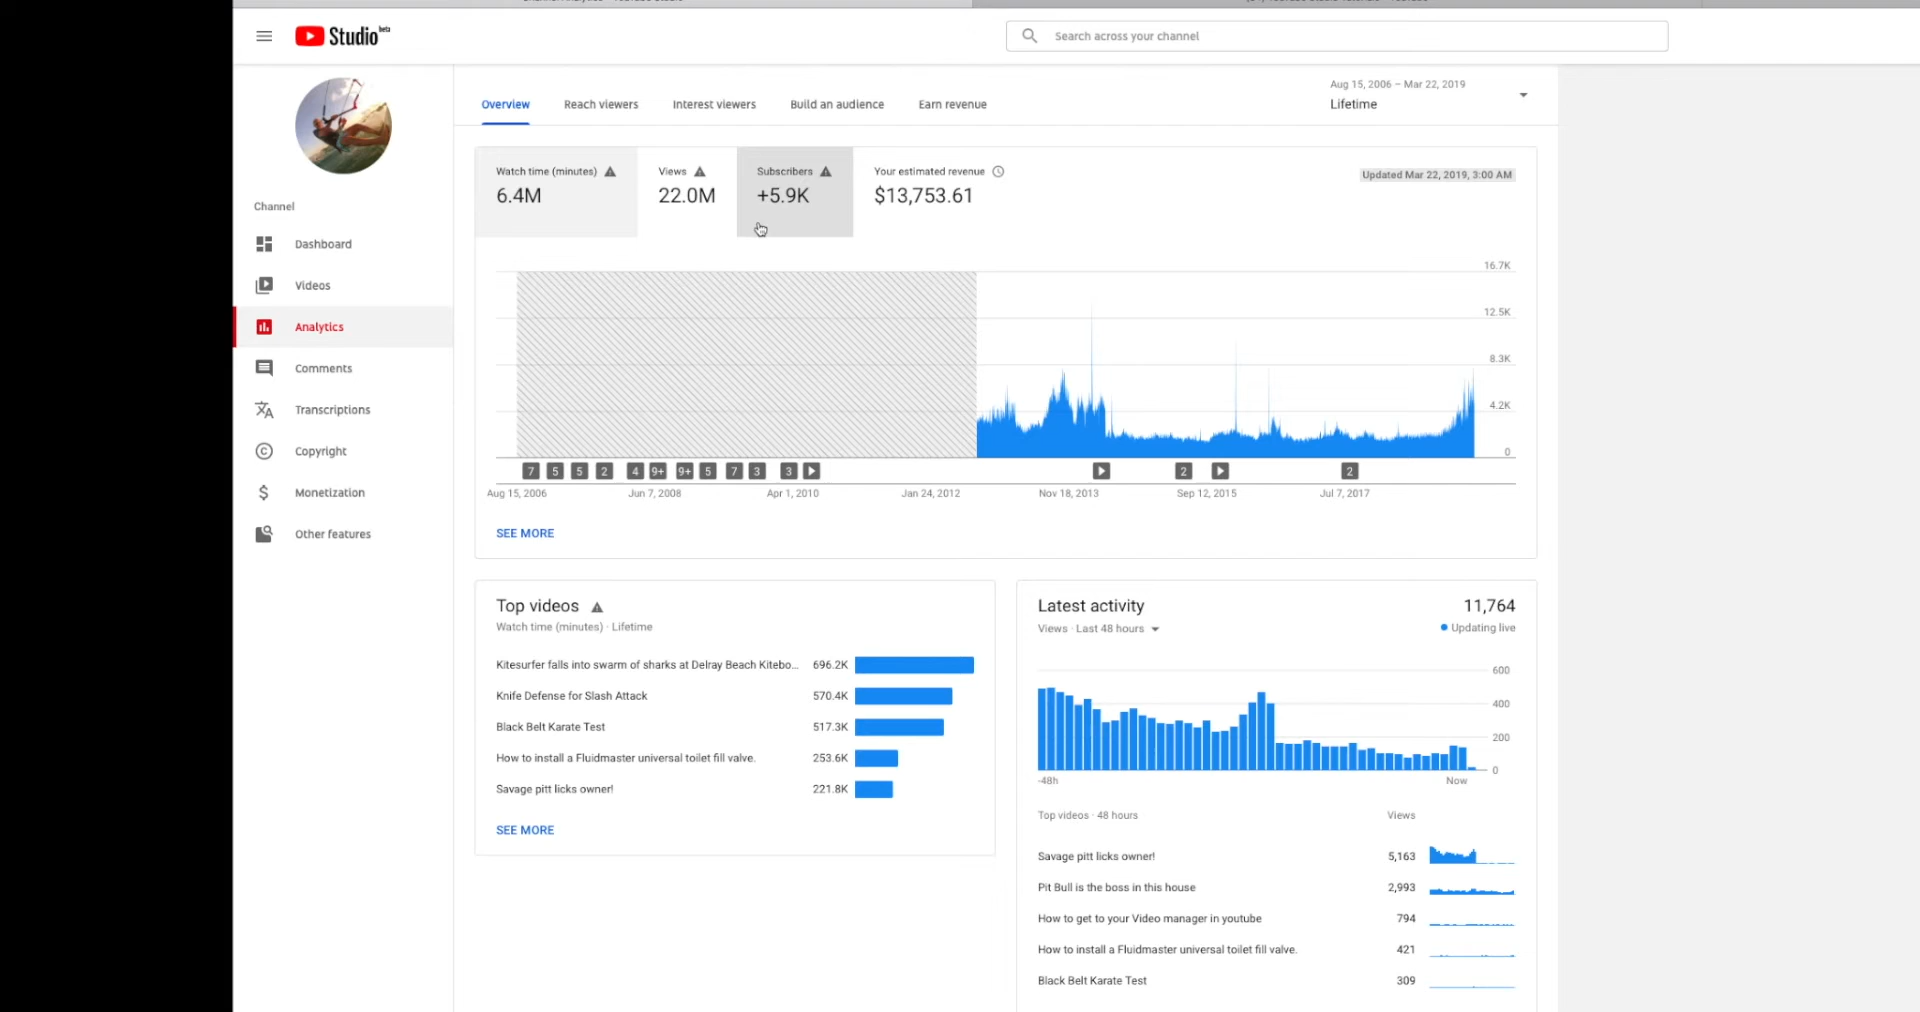 Studio beta
Search across your channel
Channel
Dashboard
Videos
Analytics
Comments
Transcriptions
Copyright
Monetization
Other features
Overview Reach viewers Interest viewers Build an audience Earn revenue
Aug 15, 2006 – Mar 22, 2019
Lifetime
Watch time (minutes) Views Subscribers Your estimated revenue
6.4M 22.0M +5.9K $13,753.61
Updated Mar 22, 2019, 3:00 AM
16.7K
12.5K
8.3K
4.2K
0
7 5 5 2 4 9+ 9+ 5 7 3 3 2 2
Aug 15, 2006 Jun 7, 2008 Apr 1, 2010 Jan 24, 2012 Nov 18, 2013 Sep 12, 2015 Jul 7, 2017
SEE MORE
Top videos
Watch time (minutes) · Lifetime
Kitesurfer falls into swarm of sharks at Delray Beach Kitebo... 696.2K
Knife Defense for Slash Attack 570.4K
Black Belt Karate Test 517.3K
How to install a Fluidmaster universal toilet fill valve. 253.6K
Savage pitt licks owner! 221.8K
SEE MORE
Latest activity 11,764
Views · Last 48 hours Updating live
600
400
200
0
-48h Now
Top videos · 48 hours Views
Savage pitt licks owner! 5,163
Pit Bull is the boss in this house 2,993
How to get to your Video manager in youtube 794
How to install a Fluidmaster universal toilet fill valve. 421
Black Belt Karate Test 309